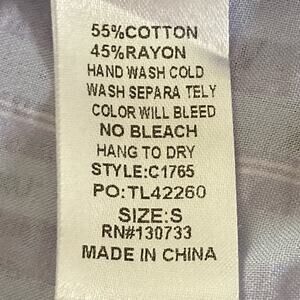 55%COTTON
45%RAYON
HAND WASH COLD
WASH SEPARA TELY
COLOR WILL BLEED
NO BLEACH
HANG TO DRY
STYLE:C1765
PO:TL42260
SIZE:S
RN#130733
MADE IN CHINA